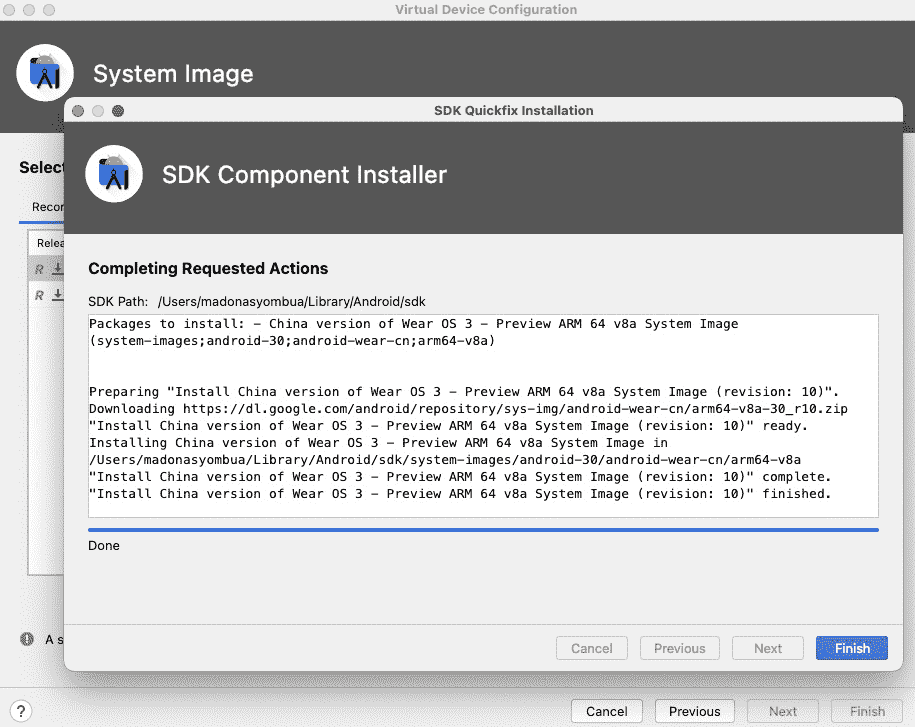 Virtual Device Configuration
System Image
SDK Quickfix Installation
SDK Component Installer
Select
Recor
Relea
R
R
Completing Requested Actions
SDK Path: /Users/madonasyombua/Library/Android/sdk
Packages to install: - China version of Wear OS 3 - Preview ARM 64 v8a System Image
(system-images;android-30;android-wear-cn;arm64-v8a)
Preparing "Install China version of Wear OS 3 - Preview ARM 64 v8a System Image (revision: 10)".
Downloading https://dl.google.com/android/repository/sys-img/android-wear-cn/arm64-v8a-30_r10.zip
"Install China version of Wear OS 3 - Preview ARM 64 v8a System Image (revision: 10)" ready.
Installing China version of Wear OS 3 - Preview ARM 64 v8a System Image in
/Users/madonasyombua/Library/Android/sdk/system-images/android-30/android-wear-cn/arm64-v8a
"Install China version of Wear OS 3 - Preview ARM 64 v8a System Image (revision: 10)" complete.
"Install China version of Wear OS 3 - Preview ARM 64 v8a System Image (revision: 10)" finished.
Done
A s
Cancel Previous Next Finish
? Cancel Previous Next Finish